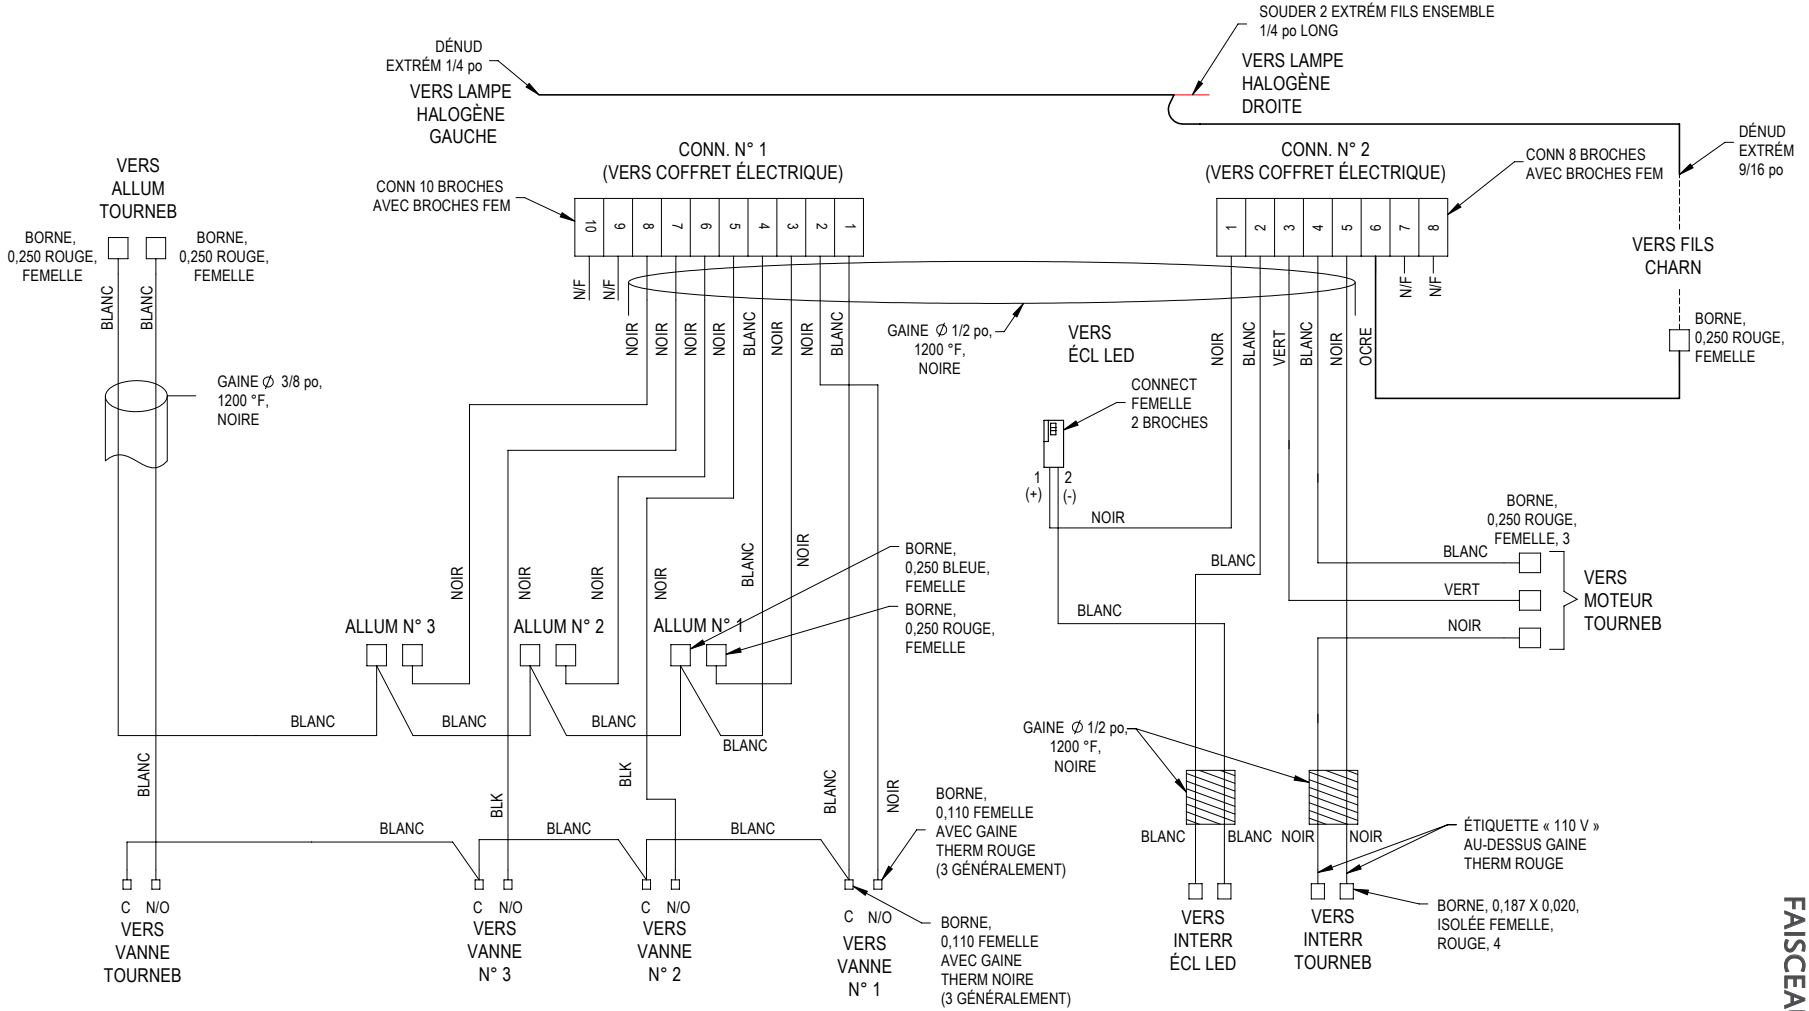 SOUDER 2 EXTRÉM FILS ENSEMBLE
1/4 po LONG
DÉNUD
EXTRÉM 1/4 po
VERS LAMPE
HALOGÈNE
GAUCHE
VERS LAMPE
HALOGÈNE
DROITE
DÉNUD
EXTRÉM
9/16 po
VERS
ALLUM
TOURNEB
CONN. N° 1
(VERS COFFRET ÉLECTRIQUE)
CONN 10 BROCHES
AVEC BROCHES FEM
CONN. N° 2
(VERS COFFRET ÉLECTRIQUE)
CONN 8 BROCHES
AVEC BROCHES FEM
BORNE,
0,250 ROUGE,
FEMELLE
BORNE,
0,250 ROUGE,
FEMELLE
10 9 8 7 6 5 4 3 2 1
1 2 3 4 5 6 7 8
VERS FILS
CHARN
BORNE,
0,250 ROUGE,
FEMELLE
BLANC
BLANC
N/F
N/F
NOIR
NOIR
NOIR
NOIR
BLANC
NOIR
NOIR
BLANC
NOIR
BLANC
VERT
BLANC
NOIR
OCRE
N/F
N/F
GAINE Ø 1/2 po,
1200 °F,
NOIRE
VERS
ÉCL LED
GAINE Ø 3/8 po,
1200 °F,
NOIRE
CONNECT
FEMELLE
2 BROCHES
1
(+)
2
(-)
NOIR
BLANC
BLANC
BORNE,
0,250 ROUGE,
FEMELLE, 3
BLANC
VERT
NOIR
VERS
MOTEUR
TOURNEB
NOIR
NOIR
NOIR
NOIR
BLANC
NOIR
BORNE,
0,250 BLEUE,
FEMELLE
BORNE,
0,250 ROUGE,
FEMELLE
ALLUM N° 3
ALLUM N° 2
ALLUM N° 1
BLANC
BLANC
BLANC
BLANC
GAINE Ø 1/2 po,
1200 °F,
NOIRE
BLANC
BLK
BLK
BLANC
NOIR
BLANC
BLANC
BLANC
BORNE,
0,110 FEMELLE
AVEC GAINE
THERM ROUGE
(3 GÉNÉRALEMENT)
BLANC
BLANC
NOIR
NOIR
ÉTIQUETTE « 110 V »
AU-DESSUS GAINE
THERM ROUGE
C N/O
VERS
VANNE
TOURNEB
C N/O
VERS
VANNE
N° 3
C N/O
VERS
VANNE
N° 2
C N/O
VERS
VANNE
N° 1
BORNE,
0,110 FEMELLE
AVEC GAINE
THERM NOIRE
(3 GÉNÉRALEMENT)
VERS
INTERR
ÉCL LED
VERS
INTERR
TOURNEB
BORNE, 0,187 X 0,020,
ISOLÉE FEMELLE,
ROUGE, 4
FAISCEA